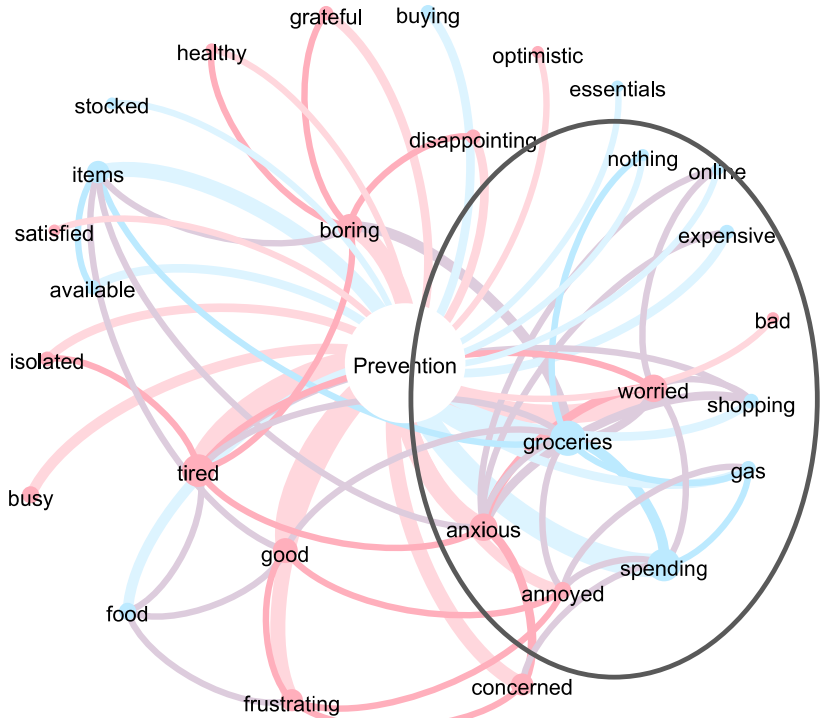 grateful
buying
healthy
optimistic
essentials
stocked
disappointing
nothing
online
items
boring
satisfied
expensive
available
bad
isolated
Prevention
worried
shopping
groceries
tired
gas
busy
anxious
good
spending
annoyed
food
concerned
frustrating